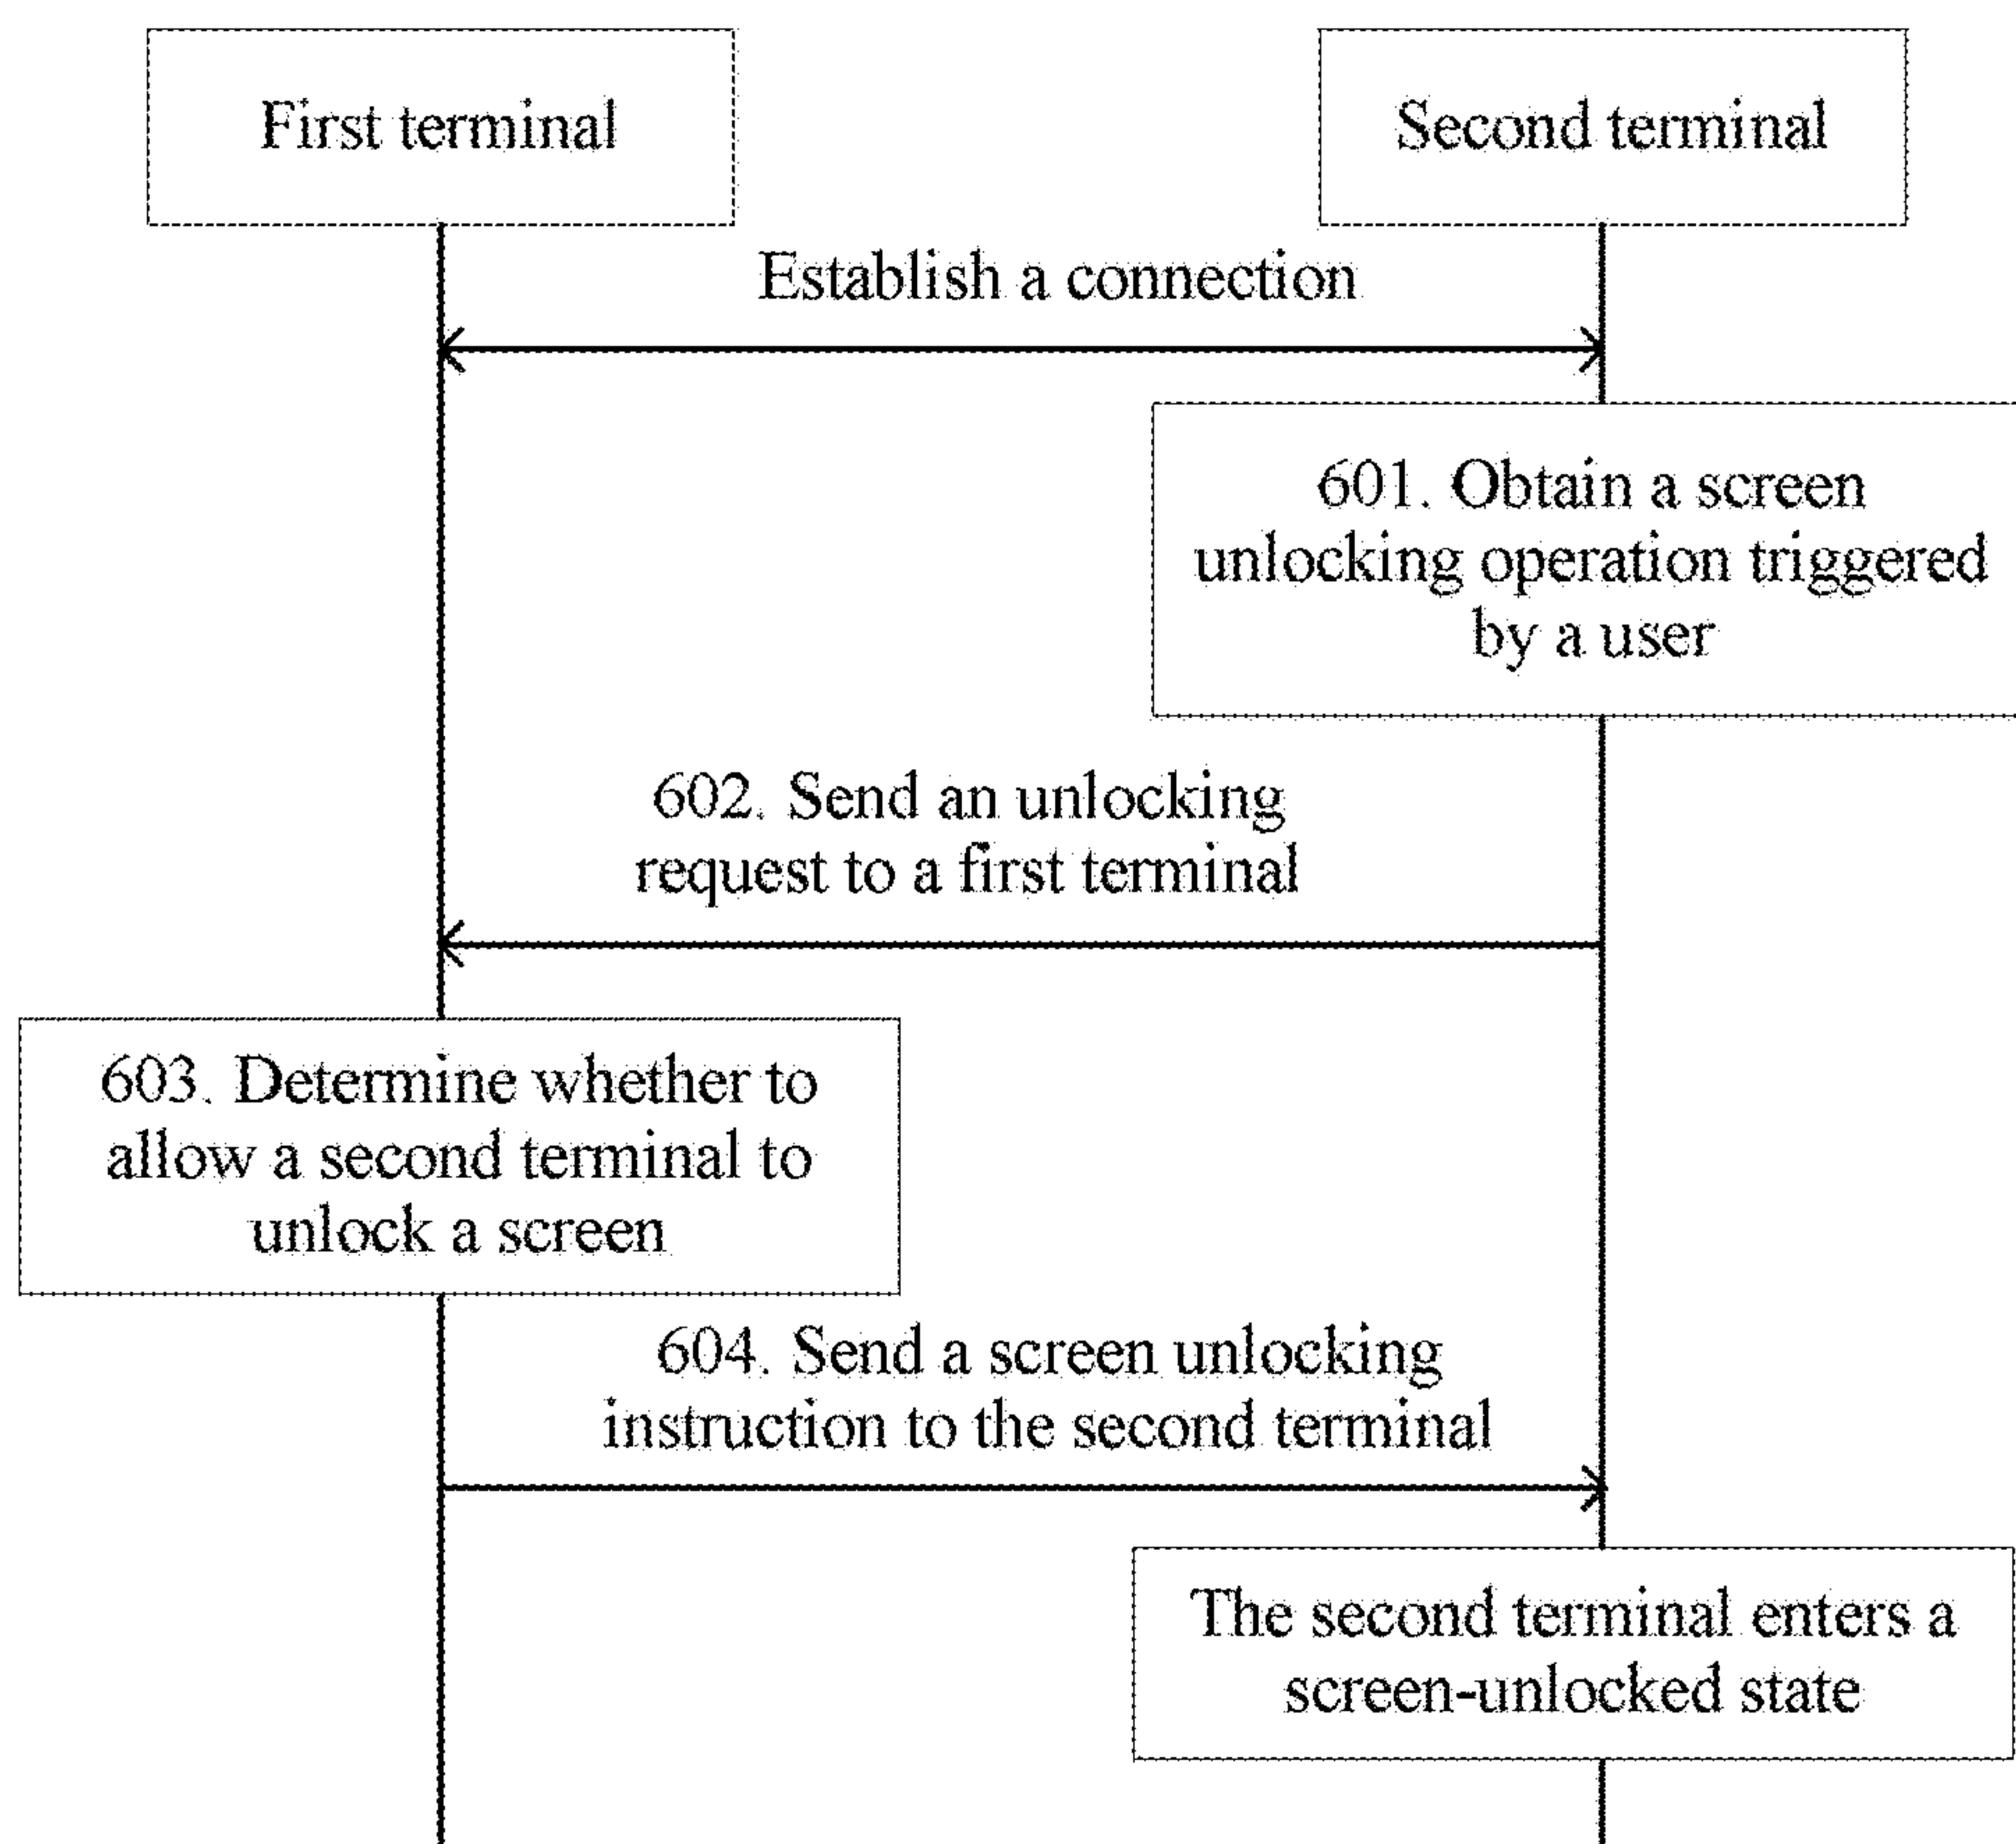 First terminal
Second terminal
Establish a connection
601. Obtain a screen
unlocking operation triggered
by a user
602. Send an unlocking
request to a first terminal
603. Determine whether to
allow a second terminal to
unlock a screen
604. Send a screen unlocking
instruction to the second terminal
The second terminal enters a
screen-unlocked state